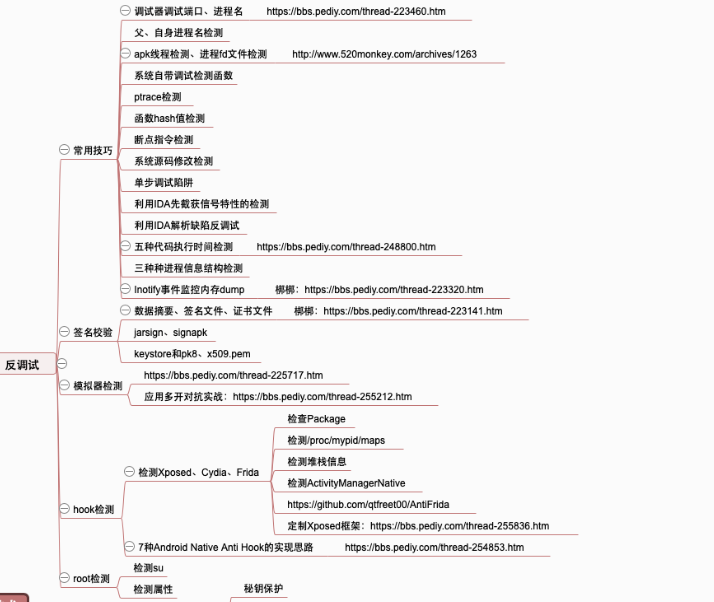 调试器调试端口、进程名 https://bbs.pediy.com/thread-223460.htm
父、自身进程名检测
apk线程检测、进程fd文件检测 http://www.520monkey.com/archives/1263
系统自带调试检测函数
ptrace检测
函数hash值检测
断点指令检测
常用技巧
系统源码修改检测
单步调试陷阱
利用IDA先截获信号特性的检测
利用IDA解析缺陷反调试
五种代码执行时间检测 https://bbs.pediy.com/thread-248800.htm
三种种进程信息结构检测
Inotify事件监控内存dump 梆梆：https://bbs.pediy.com/thread-223320.htm
数据摘要、签名文件、证书文件 梆梆：https://bbs.pediy.com/thread-223141.htm
签名校验
jarsign、signapk
keystore和pk8、x509.pem
反调试
https://bbs.pediy.com/thread-225717.htm
模拟器检测
应用多开对抗实战：https://bbs.pediy.com/thread-255212.htm
检查Package
检测/proc/mypid/maps
检测堆栈信息
检测Xposed、Cydia、Frida
检测ActivityManagerNative
https://github.com/qtfreet00/AntiFrida
hook检测
定制Xposed框架：https://bbs.pediy.com/thread-255836.htm
7种Android Native Anti Hook的实现思路 https://bbs.pediy.com/thread-254853.htm
检测su
root检测
检测属性
秘钥保护